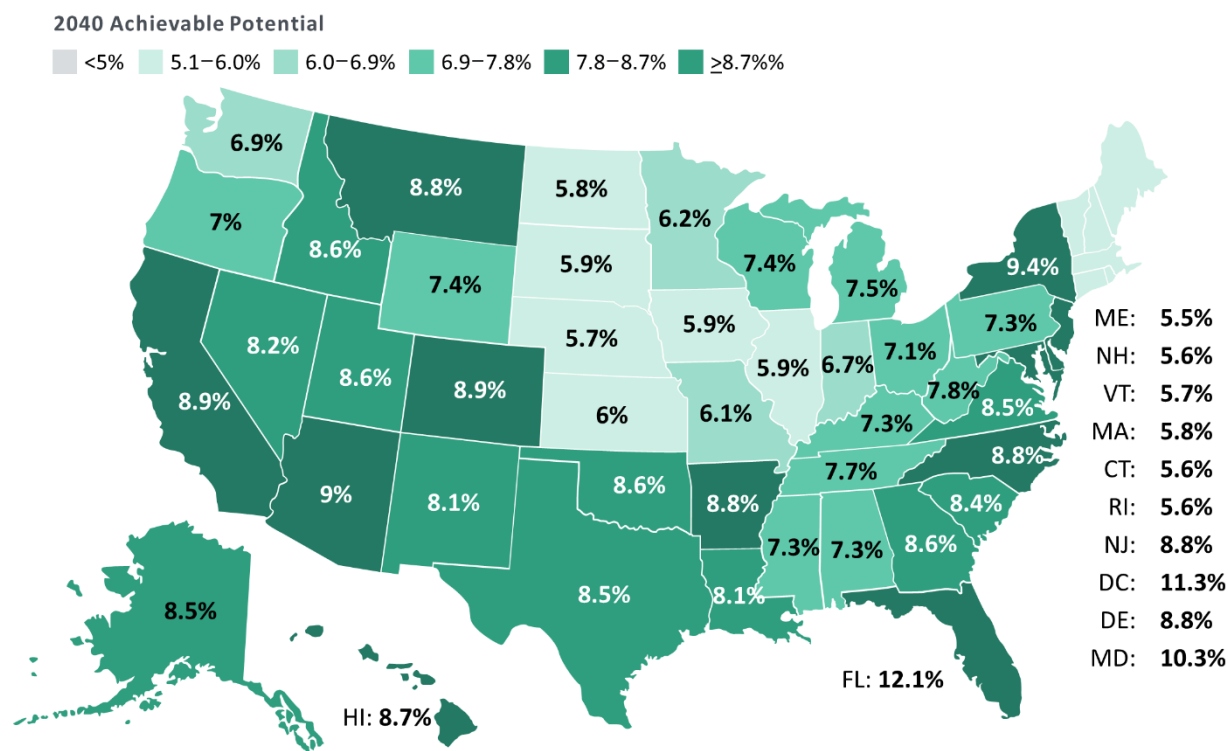 2040 Achievable Potential
<5% 5.1–6.0% 6.0–6.9% 6.9–7.8% 7.8–8.7% ≥8.7%%
6.9%
8.8%
5.8%
6.2%
7%
8.6%
7.4%
5.9%
7.4%
7.5%
9.4%
8.2%
8.6%
8.9%
5.7%
5.9%
5.9%
6.7%
7.1%
7.3%
7.8%
8.5%
8.9%
6%
6.1%
7.3%
8.8%
9%
8.1%
8.6%
8.8%
7.7%
8.4%
8.5%
8.1%
7.3%
7.3%
8.6%
8.5%
HI: 8.7%
FL: 12.1%
ME: 5.5%
NH: 5.6%
VT: 5.7%
MA: 5.8%
CT: 5.6%
RI: 5.6%
NJ: 8.8%
DC: 11.3%
DE: 8.8%
MD: 10.3%